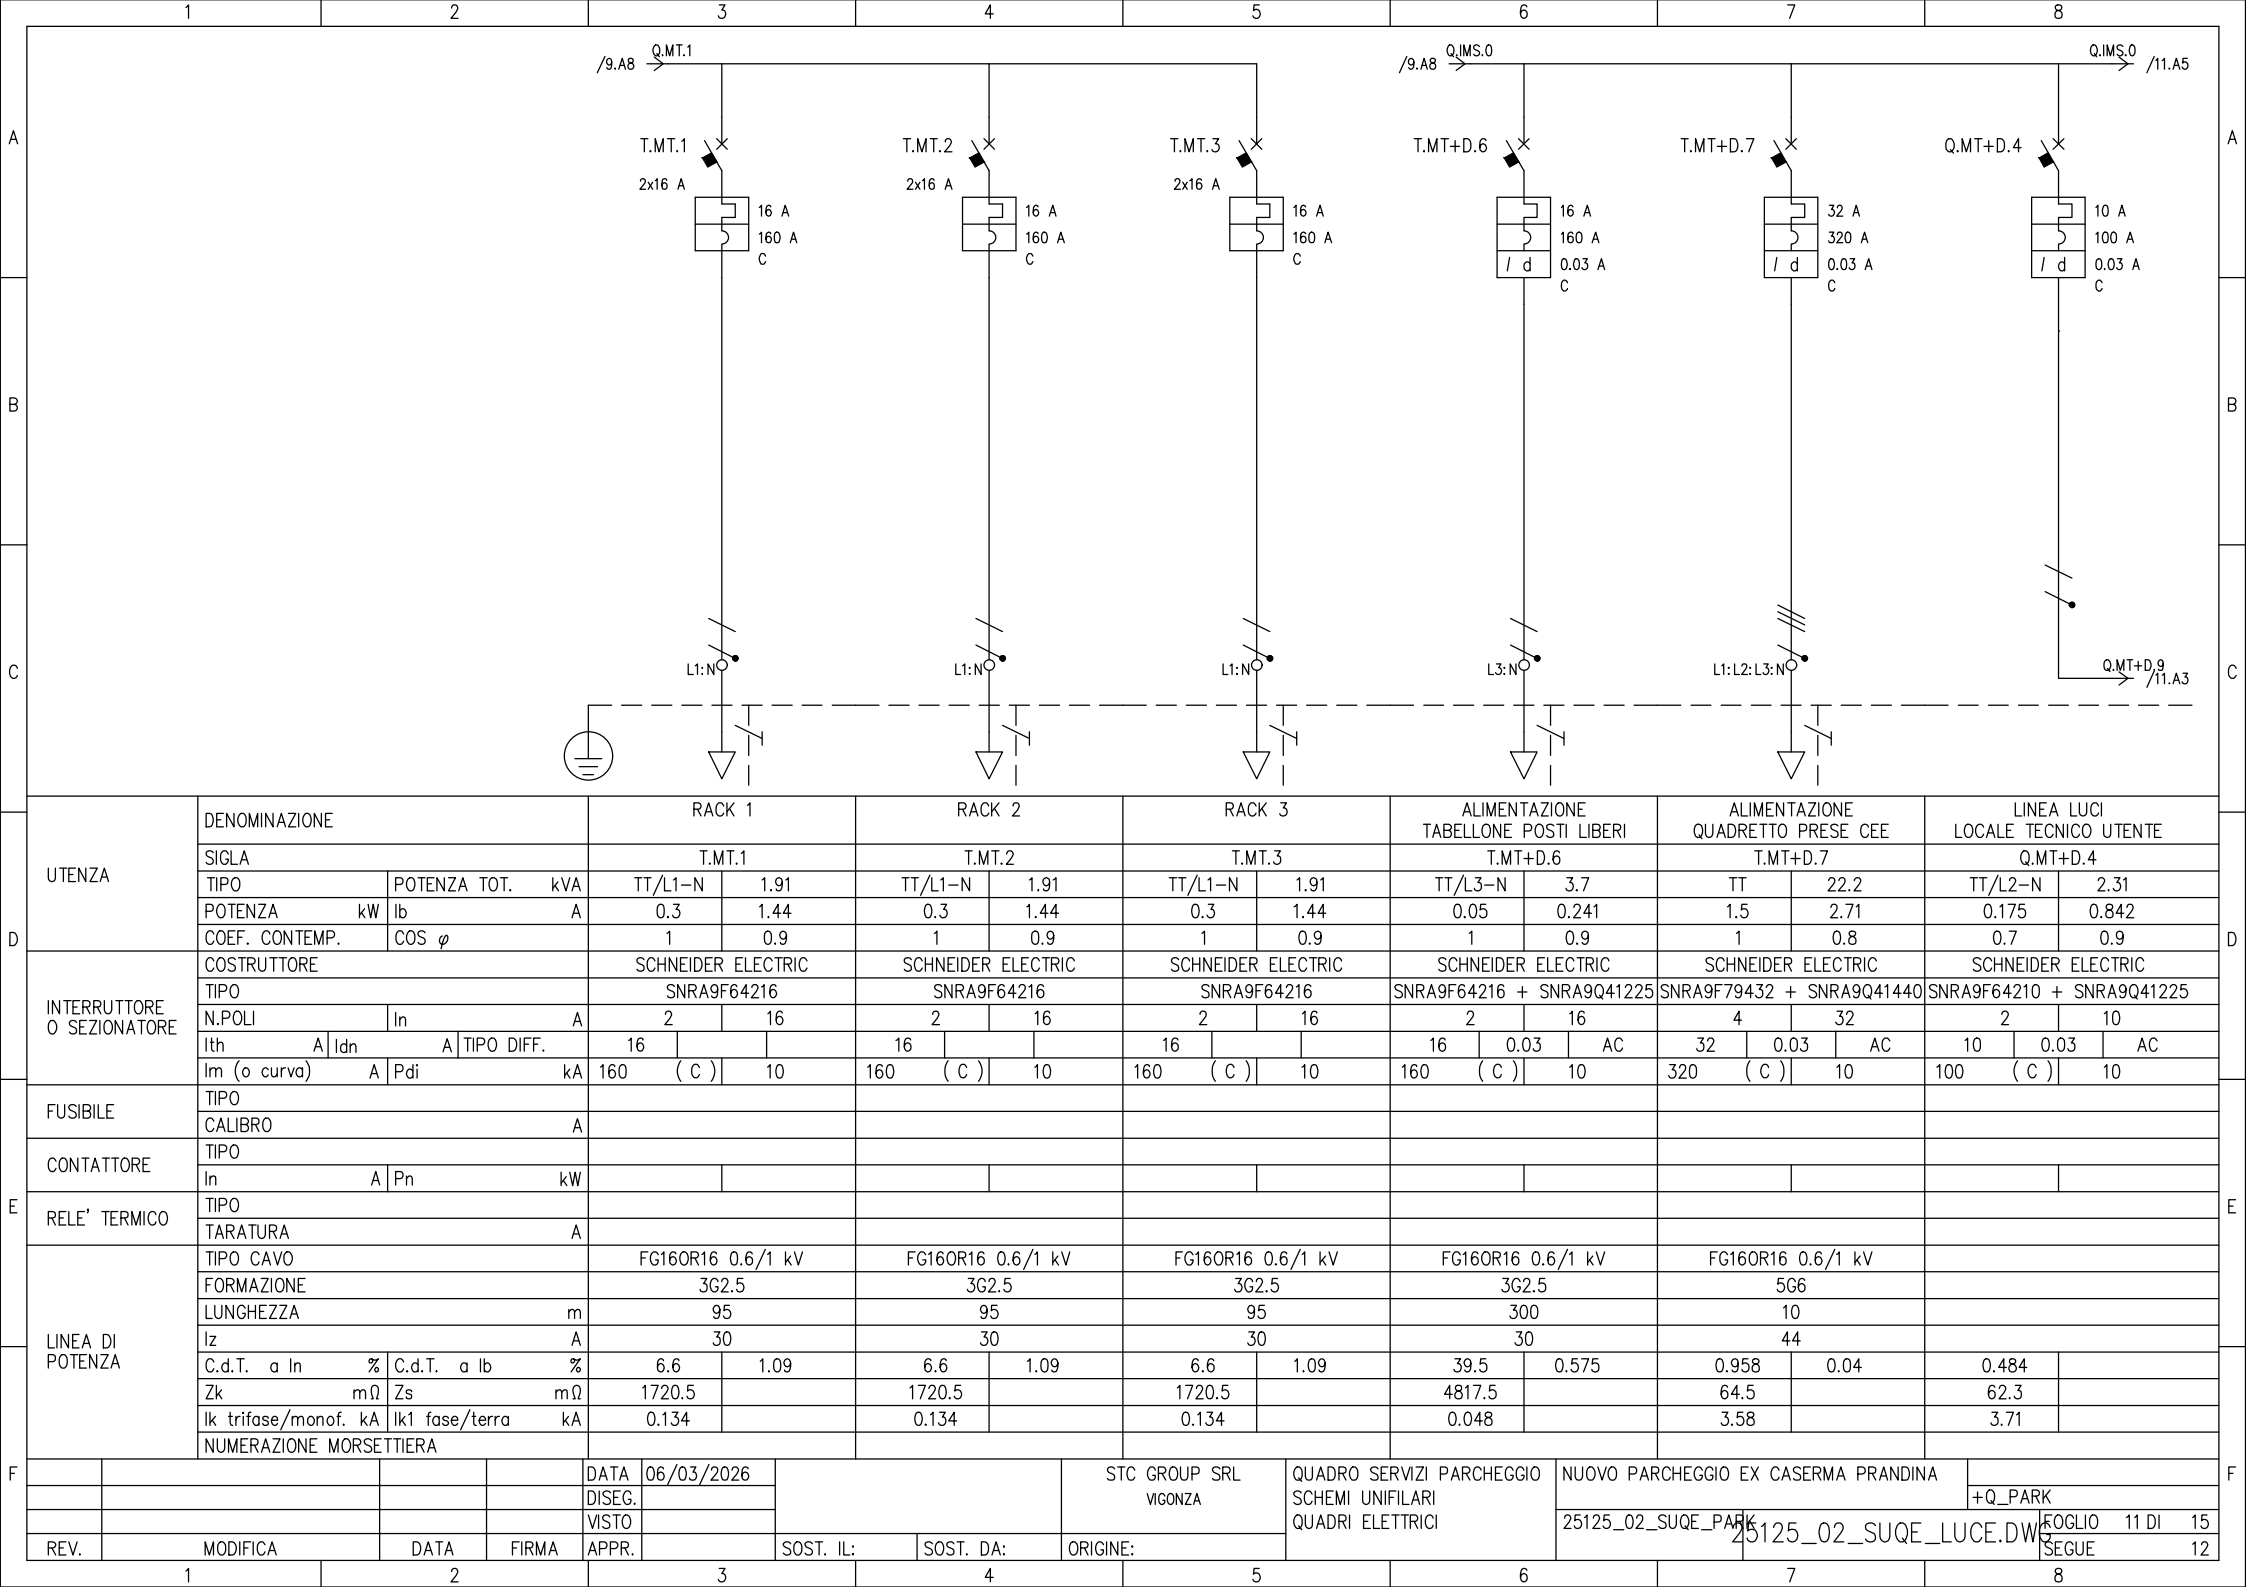 1 2 3 4 5 6 7 8
Q.MT.1 Q.IMS.0 Q.IMS.0
/9.A8 /9.A8 /11.A5
A A
T.MT.1 T.MT.2 T.MT.3 T.MT+D.6 T.MT+D.7 Q.MT+D.4
2x16 A 2x16 A 2x16 A
16 A 16 A 16 A 16 A 32 A 10 A
160 A 160 A 160 A 160 A 320 A 100 A
C C C I d 0.03 A I d 0.03 A I d 0.03 A
C C C
B B
C L1:N L1:N L1:N L3:N L1:L2:L3:N Q.MT+D.9 C
/11.A3
DENOMINAZIONE RACK 1 RACK 2 RACK 3 ALIMENTAZIONE ALIMENTAZIONE LINEA LUCI
TABELLONE POSTI LIBERI QUADRETTO PRESE CEE LOCALE TECNICO UTENTE
UTENZA
SIGLA T.MT.1 T.MT.2 T.MT.3 T.MT+D.6 T.MT+D.7 Q.MT+D.4
TIPO POTENZA TOT. kVA TT/L1-N 1.91 TT/L1-N 1.91 TT/L1-N 1.91 TT/L3-N 3.7 TT 22.2 TT/L2-N 2.31
POTENZA kW Ib A 0.3 1.44 0.3 1.44 0.3 1.44 0.05 0.241 1.5 2.71 0.175 0.842
D COEF. CONTEMP. COS φ 1 0.9 1 0.9 1 0.9 1 0.9 1 0.8 0.7 0.9 D
INTERRUTTORE
O SEZIONATORE
COSTRUTTORE SCHNEIDER ELECTRIC SCHNEIDER ELECTRIC SCHNEIDER ELECTRIC SCHNEIDER ELECTRIC SCHNEIDER ELECTRIC SCHNEIDER ELECTRIC
TIPO SNRA9F64216 SNRA9F64216 SNRA9F64216 SNRA9F64216 + SNRA9Q41225 SNRA9F79432 + SNRA9Q41440 SNRA9F64210 + SNRA9Q41225
N.POLI In A 2 16 2 16 2 16 2 16 4 32 2 10
Ith A Idn A TIPO DIFF. 16 16 16 16 0.03 AC 32 0.03 AC 10 0.03 AC
Im (o curva) A Pdi kA 160 ( C ) 10 160 ( C ) 10 160 ( C ) 10 160 ( C ) 10 320 ( C ) 10 100 ( C ) 10
FUSIBILE
TIPO
CALIBRO A
CONTATTORE
TIPO
In A Pn kW
E RELE' TERMICO E
TIPO
TARATURA A
LINEA DI
POTENZA
TIPO CAVO FG16OR16 0.6/1 kV FG16OR16 0.6/1 kV FG16OR16 0.6/1 kV FG16OR16 0.6/1 kV FG16OR16 0.6/1 kV
FORMAZIONE 3G2.5 3G2.5 3G2.5 3G2.5 5G6
LUNGHEZZA m 95 95 95 300 10
Iz A 30 30 30 30 44
C.d.T. a In % C.d.T. a Ib % 6.6 1.09 6.6 1.09 6.6 1.09 39.5 0.575 0.958 0.04 0.484
Zk mΩ Zs mΩ 1720.5 1720.5 1720.5 4817.5 64.5 62.3
Ik trifase/monof. kA Ik1 fase/terra kA 0.134 0.134 0.134 0.048 3.58 3.71
NUMERAZIONE MORSETTIERA
F DATA 06/03/2026 STC GROUP SRL QUADRO SERVIZI PARCHEGGIO NUOVO PARCHEGGIO EX CASERMA PRANDINA F
DISEG. VIGONZA SCHEMI UNIFILARI +Q_PARK
VISTO QUADRI ELETTRICI 25125_02_SUQE_PARK 25125_02_SUQE_LUCE.DWG FOGLIO 11 DI 15
REV. MODIFICA DATA FIRMA APPR. SOST. IL: SOST. DA: ORIGINE: SEGUE 12
1 2 3 4 5 6 7 8